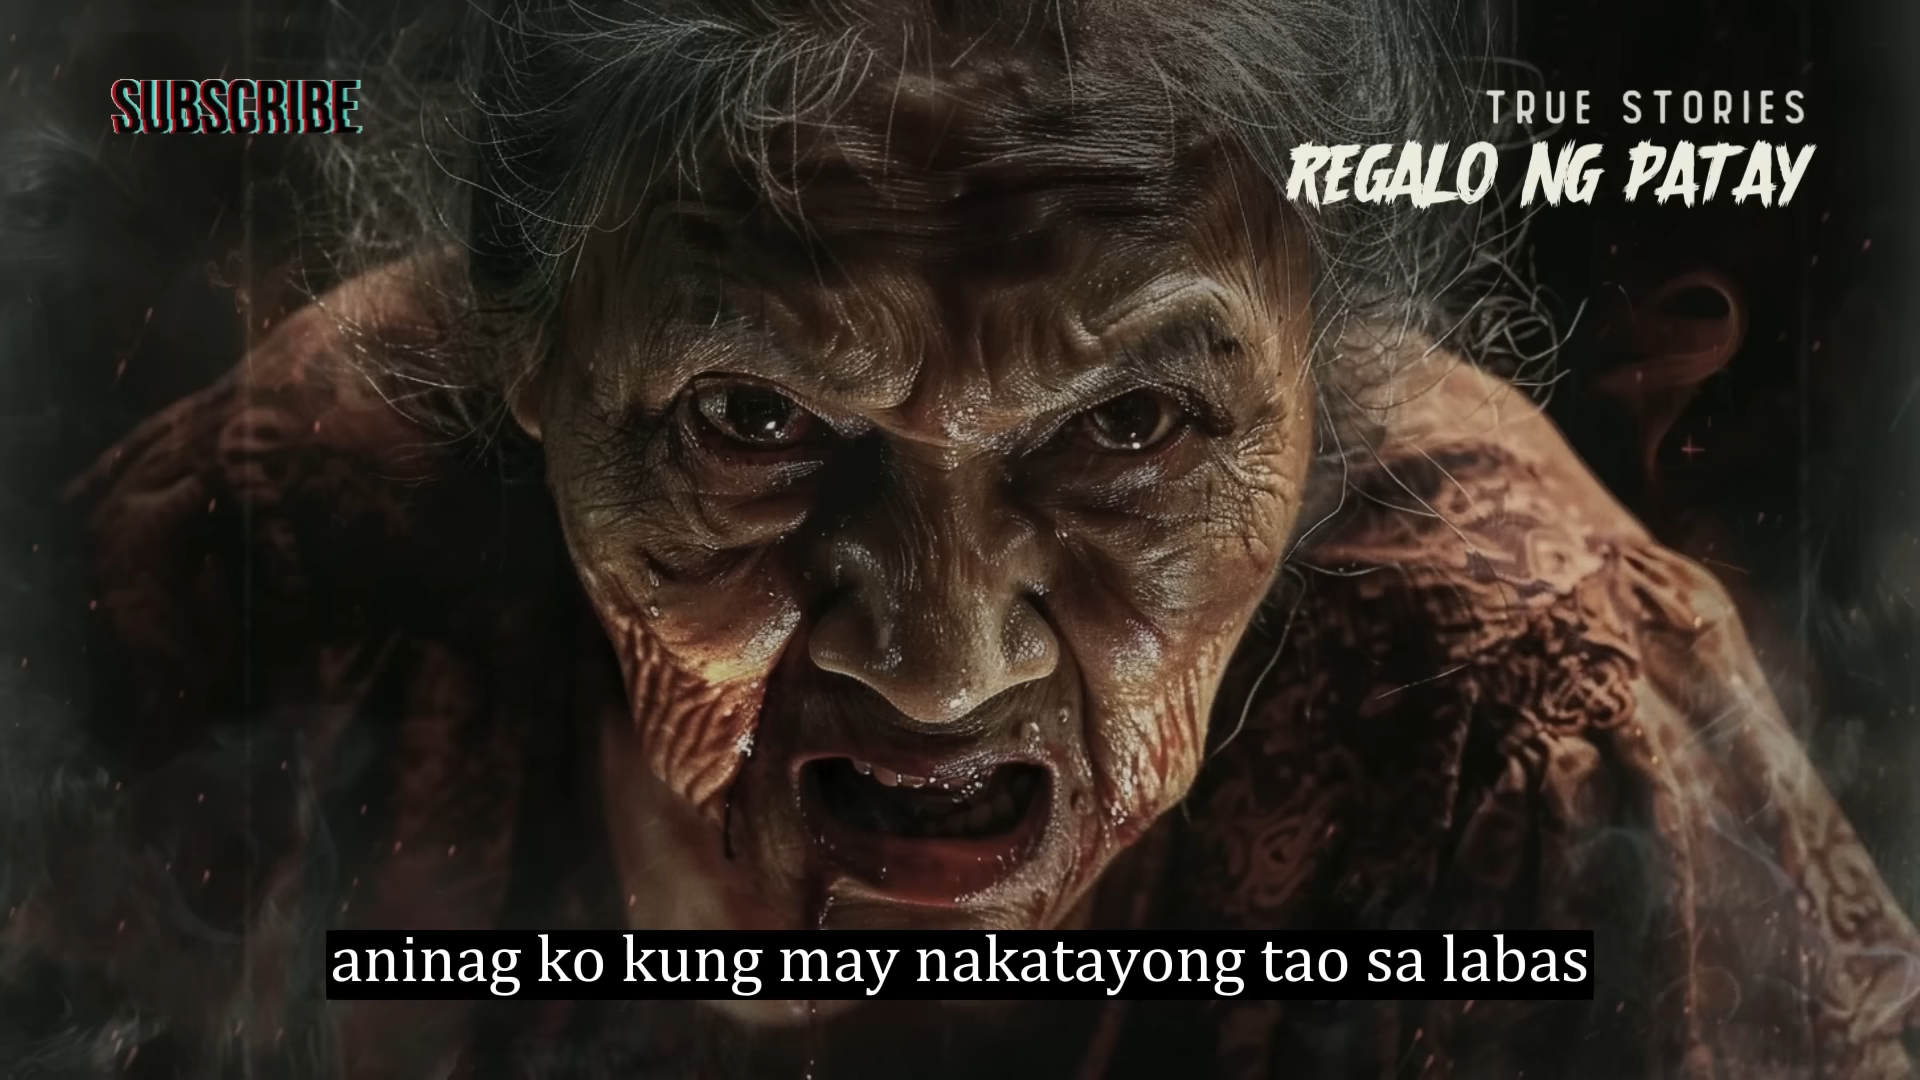 SUBSCRIBE
TRUE STORIES
REGALO NG PATAY
aninag ko kung may nakatayong tao sa labas